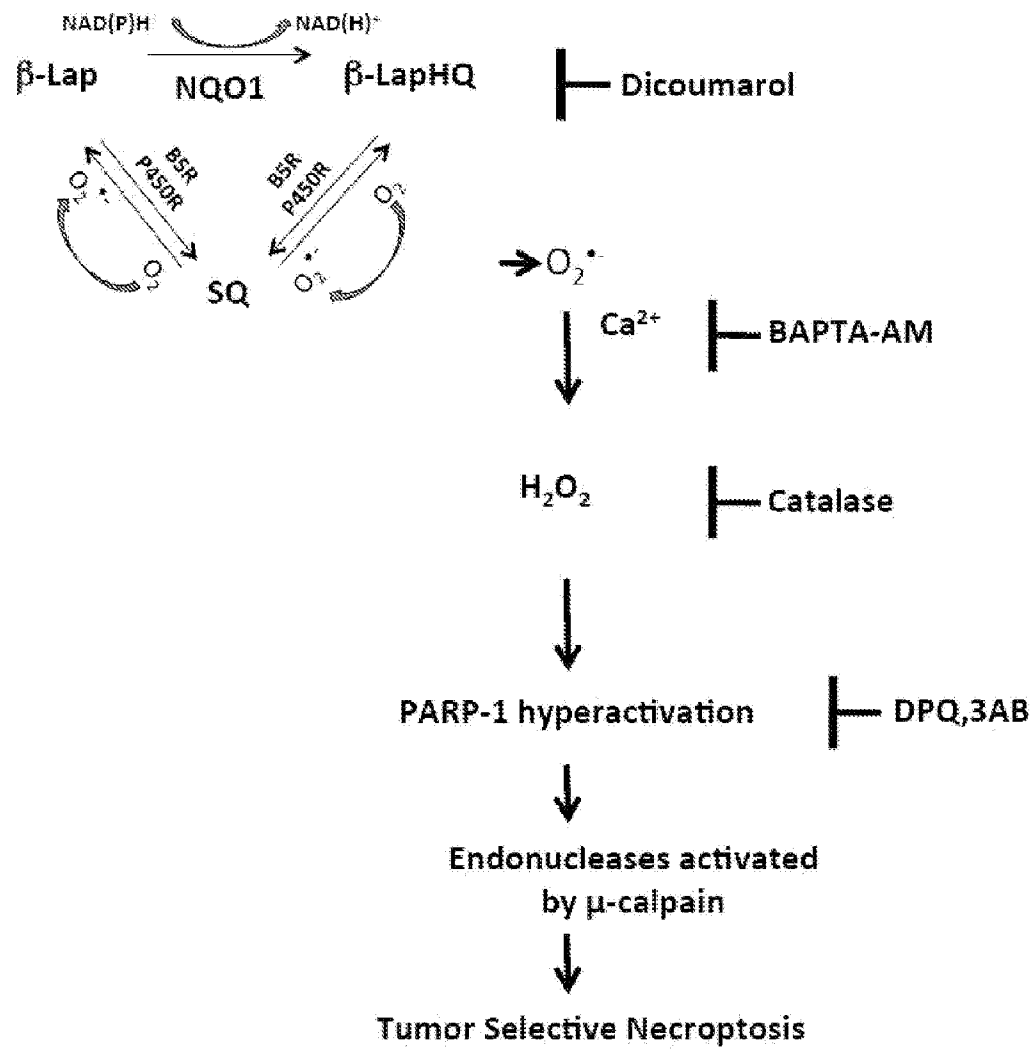 NAD(P)H
NAD(H)⁺
β-Lap
NQO1
β-LapHQ
Dicoumarol
B5R
P450R
B5R
P450R
O₂•-
O₂
O₂
O₂•-
SQ
O₂•-
Ca²⁺
BAPTA-AM
H₂O₂
Catalase
PARP-1 hyperactivation
DPQ,3AB
Endonucleases activated
by μ-calpain
Tumor Selective Necroptosis